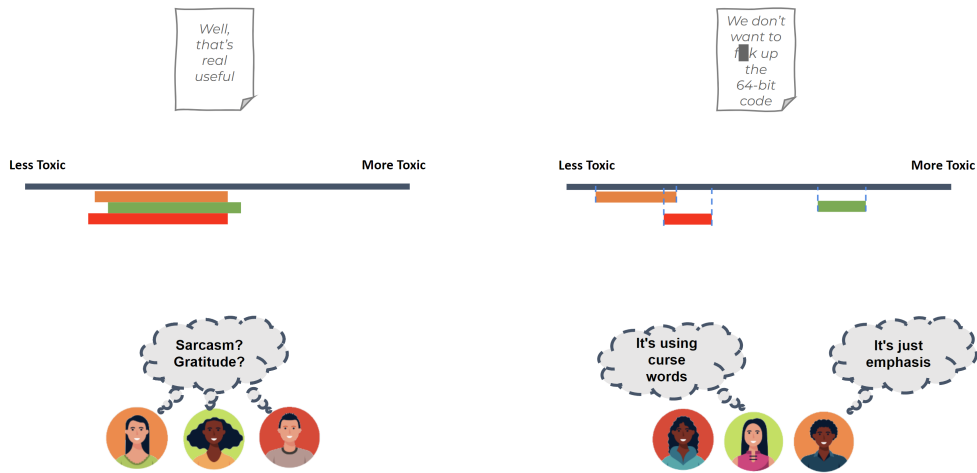 Well,
that's
real
useful
We don't
want to
f k up
the
64-bit
code
Less Toxic
More Toxic
Less Toxic
More Toxic
Sarcasm?
Gratitude?
It's using
curse
words
It's just
emphasis